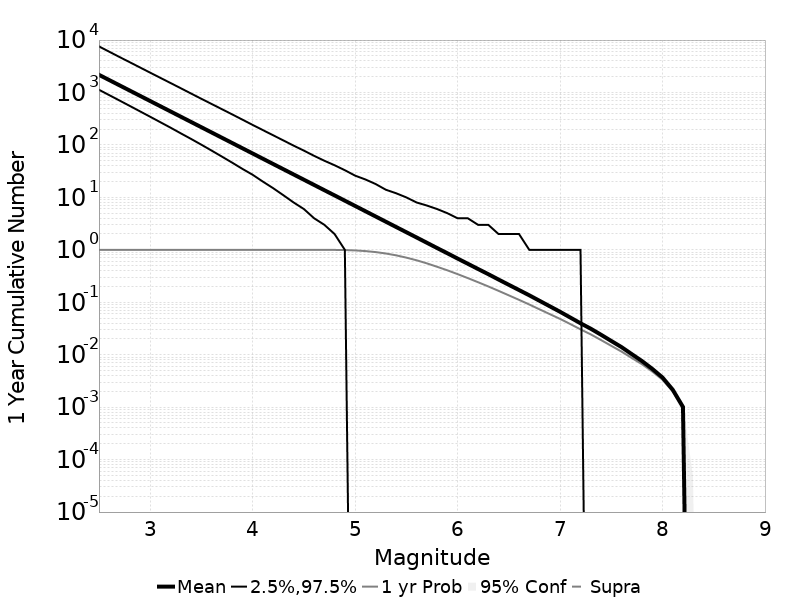 10^4
10^3
10^2
10^1
10^0
10^-1
10^-2
10^-3
10^-4
10^-5
1 Year Cumulative Number
3 4 5 6 7 8 9
Magnitude
Mean 2.5%,97.5% 1 yr Prob 95% Conf Supra